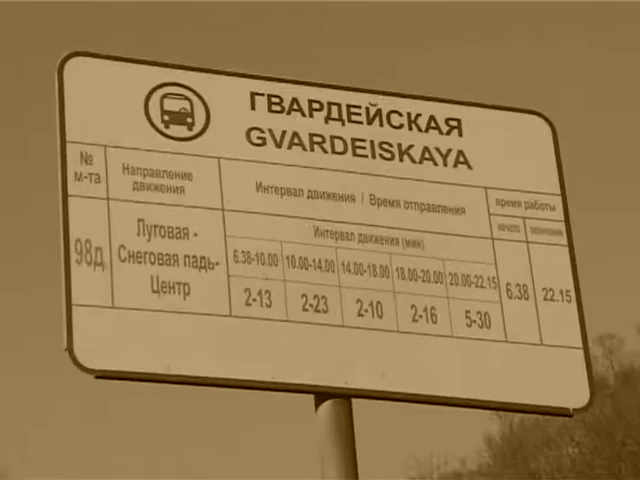 ГВАРДЕЙСКАЯ
GVARDEISKAYA
№ м-та
Направление движения
Интервал движения / Время отправления
время работы
Интервал движения (мин)
начало
6.38-10.00 10.00-14.00 14.00-18.00 18.00-20.00 20.00-22.15
98д
Луговая -
Снеговая падь-
Центр
2-13 2-23 2-10 2-16 5-30
6.38 22.15